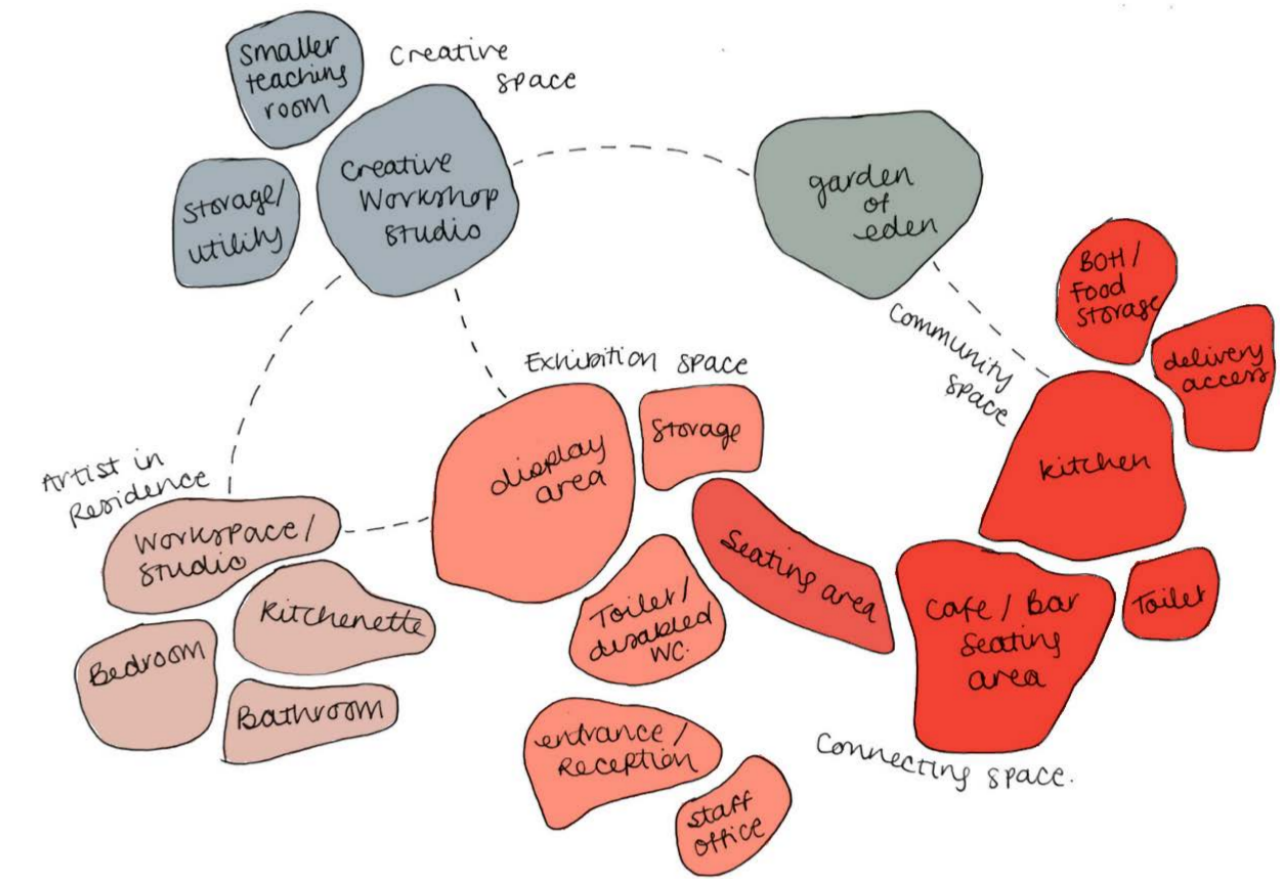 Smaller
teaching
room
Creative
space
Storage/
utility
Creative
Workshop
Studio
garden
of
eden
Community
space
BOH /
Food
Storage
delivery
access
kitchen
Exhibition space
display
area
Storage
Seating area
Cafe / Bar
Seating
area
Toilet
Connecting space.
Artist in
Residence
Workspace /
Studio
Kitchenette
Bedroom
Bathroom
Toilet /
disabled
WC.
entrance /
Reception
staff
office